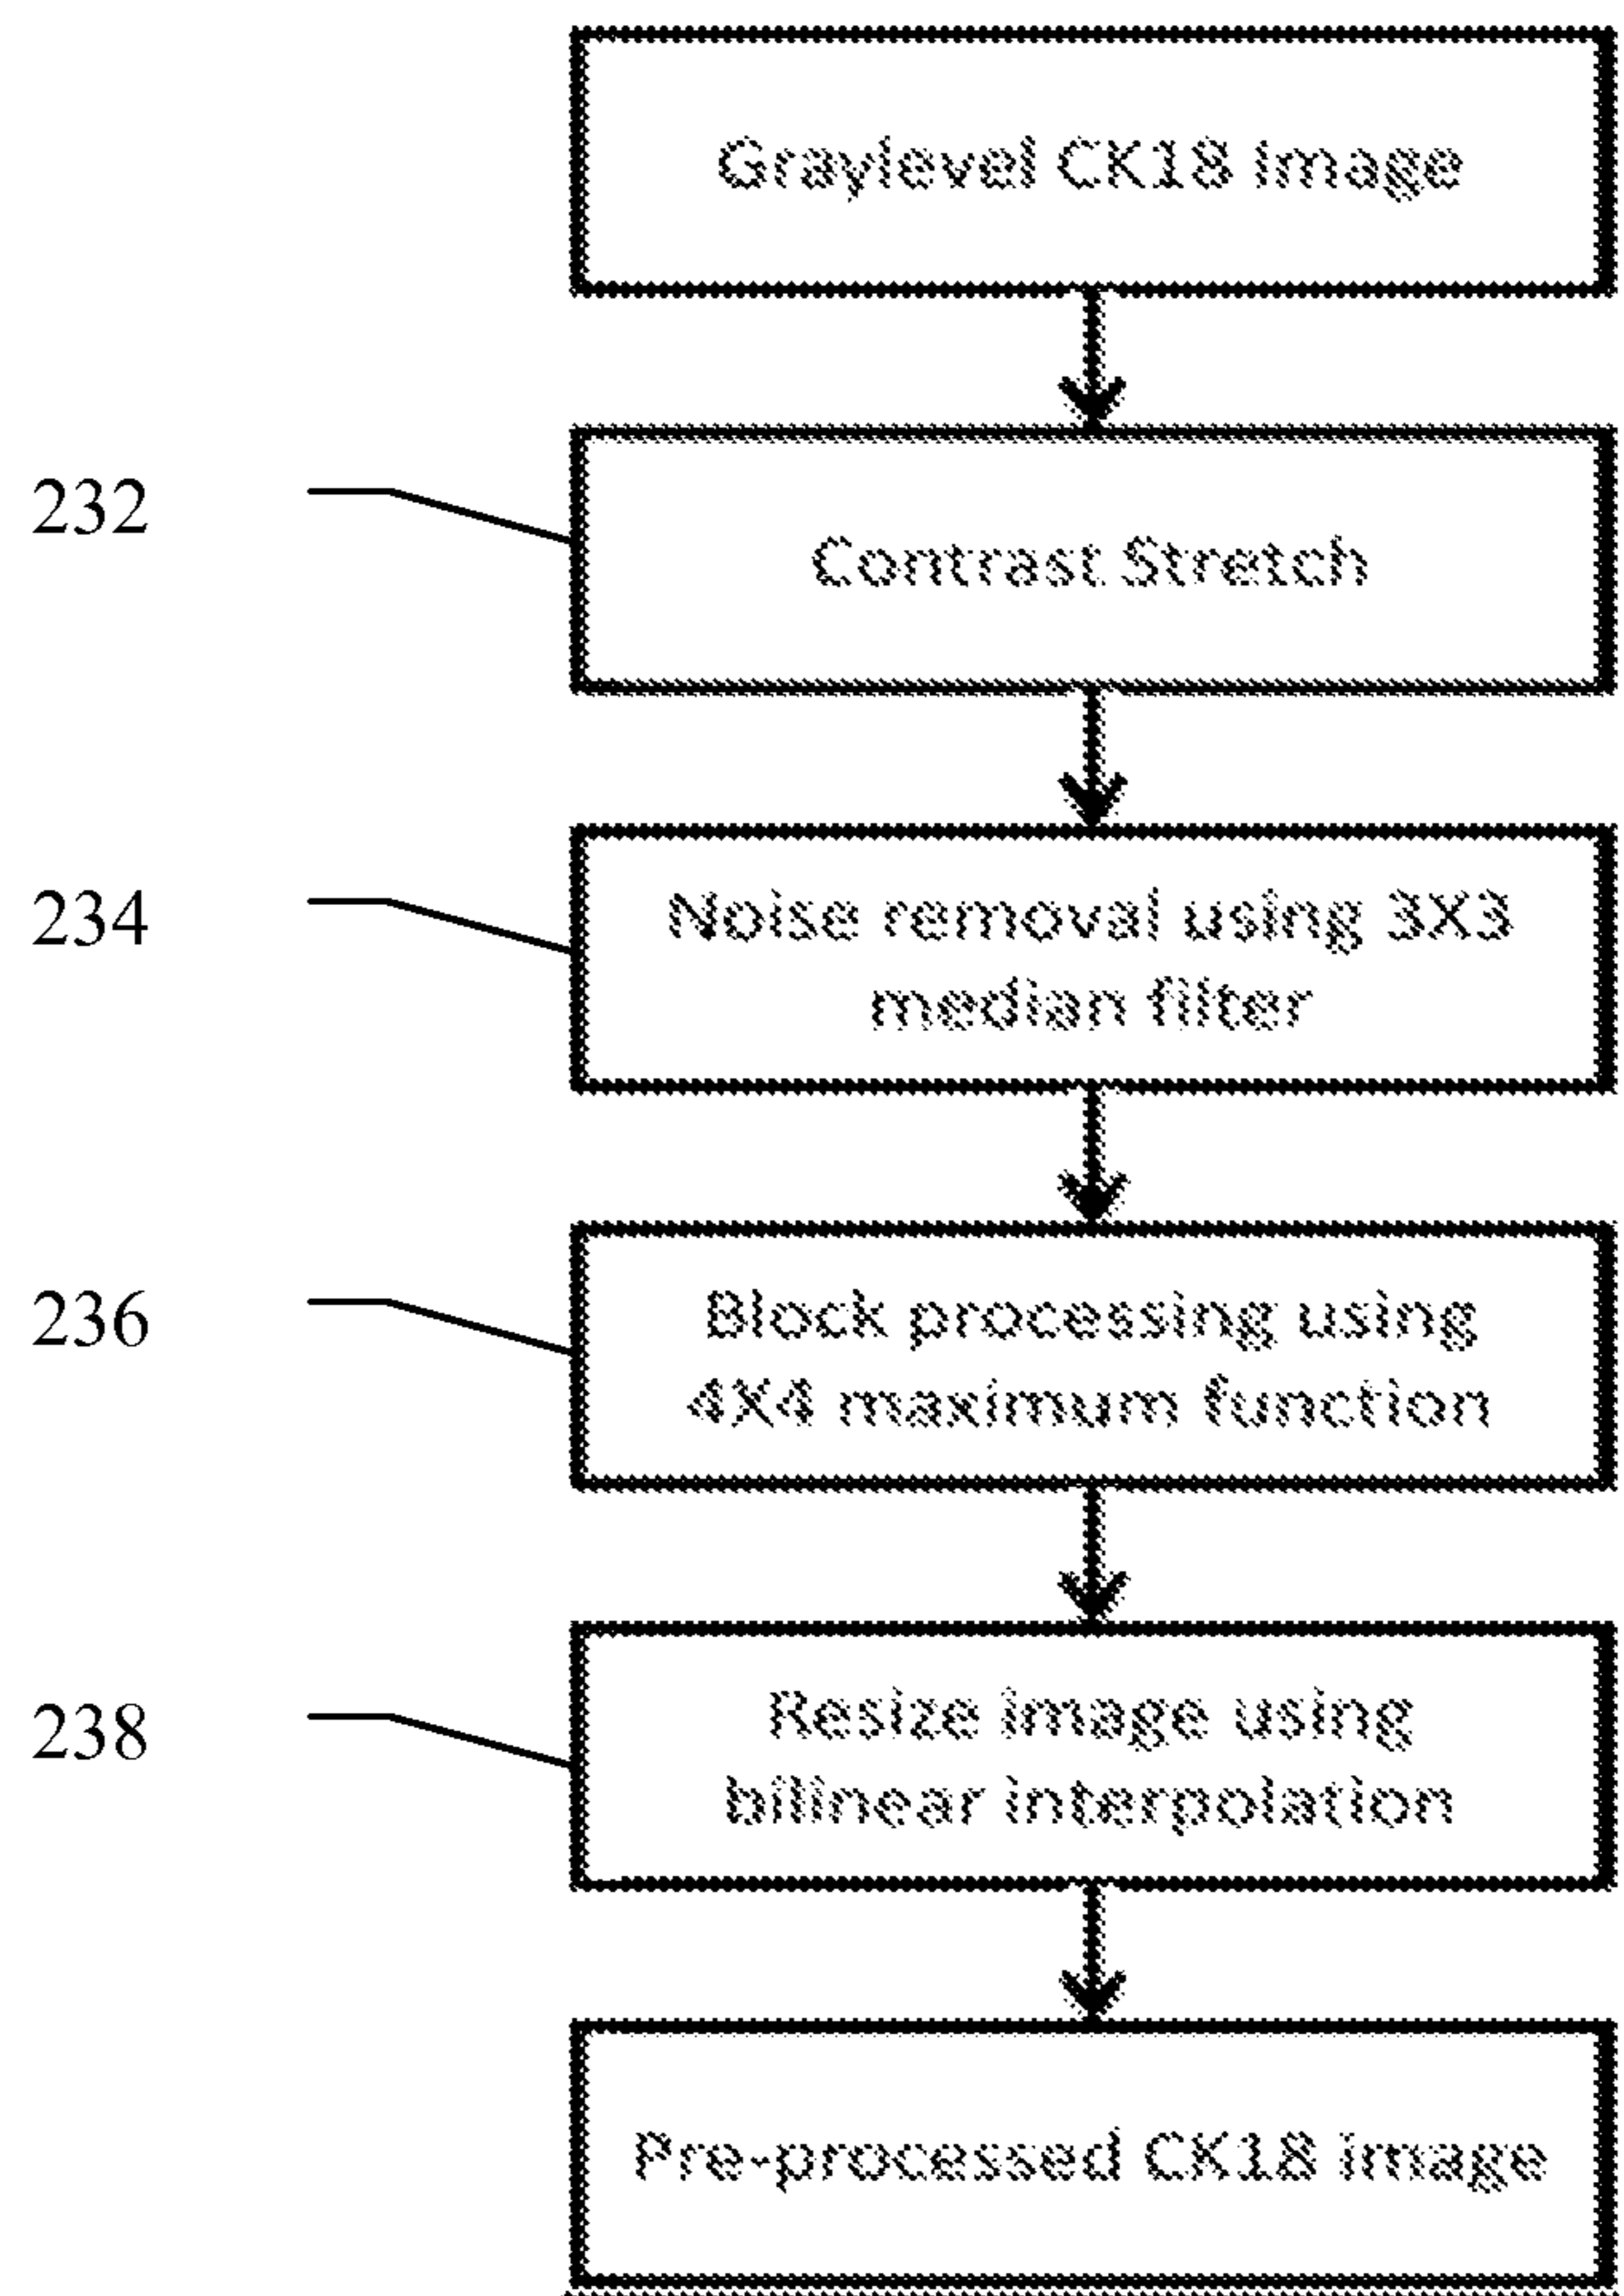 Graylevel CK18 image
232
Contrast Stretch
234
Noise removal using 3X3
median filter
236
Block processing using
4X4 maximum function
238
Resize image using
bilinear interpolation
Pre-processed CK18 image